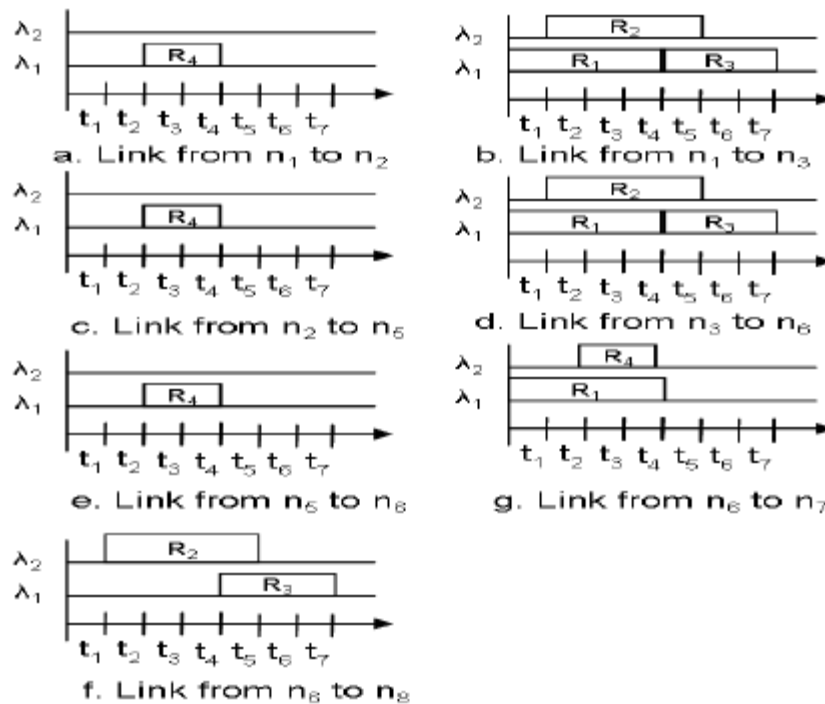 λ₂
R₄
λ₁
t₁ t₂ t₃ t₄ t₅ t₆ t₇
a. Link from n₁ to n₂
λ₂
R₂
λ₁
R₁ R₃
t₁ t₂ t₃ t₄ t₅ t₆ t₇
b. Link from n₁ to n₃
λ₂
R₄
λ₁
t₁ t₂ t₃ t₄ t₅ t₆ t₇
c. Link from n₂ to n₅
λ₂
R₂
λ₁
R₁ R₃
t₁ t₂ t₃ t₄ t₅ t₆ t₇
d. Link from n₃ to n₆
λ₂
R₄
λ₁
t₁ t₂ t₃ t₄ t₅ t₆ t₇
e. Link from n₅ to n₈
λ₂
R₄
λ₁
R₁
t₁ t₂ t₃ t₄ t₅ t₆ t₇
g. Link from n₆ to n₇
λ₂
R₂
λ₁
R₃
t₁ t₂ t₃ t₄ t₅ t₆ t₇
f. Link from n₆ to n₈